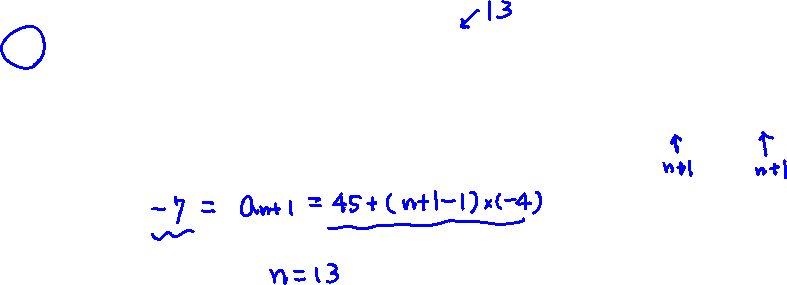 13
n+1 n+1
-7 = an+1 = 45+(n+1-1)×(-4)
n=13